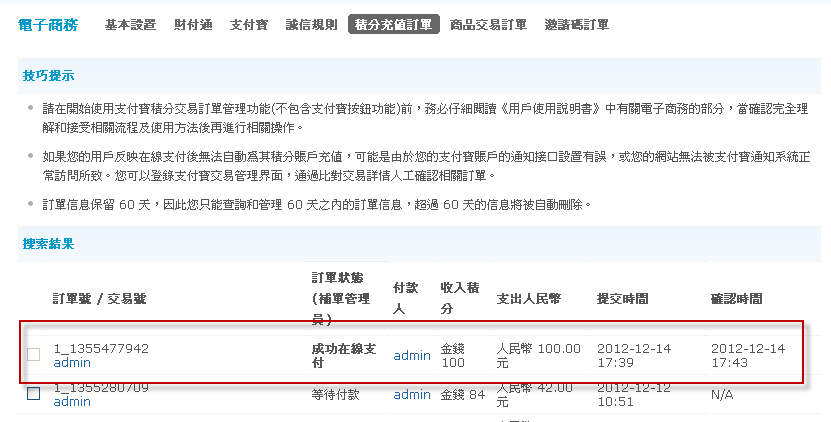 電子商務 基本設置 財付通 支付寶 誠信規則 積分充值訂單 商品交易訂單 邀請碼訂單
技巧提示
請在開始使用支付寶積分交易訂單管理功能(不包含支付寶按鈕功能)前，務必仔細閱讀《用戶使用說明書》中有關電子商務的部分，當確認完全理
解和接受相關流程及使用方法後再進行相關操作。
如果您的用戶反映在線支付後無法自動為其積分賬戶充值，可能是由於您的支付寶賬戶的通知接口設置有誤，或您的網站無法被支付寶通知系統正
常訪問所致。您可以登錄支付寶交易管理界面，通過比對交易詳情人工確認相關訂單。
訂單信息保留 60 天，因此您只能查詢和管理 60 天之內的訂單信息，超過 60 天的信息將被自動刪除。
搜索結果
訂單號 / 交易號
訂單狀態
(補單管理
員)
付款
人
收入積
分
支出人民幣
提交時間
確認時間
1_1355477942
admin
成功在線支
付
admin
金錢
100
人民幣 100.00
元
2012-12-14
17:39
2012-12-14
17:43
1_1355280709
admin
等待付款
admin
金錢 84
人民幣 42.00
元
2012-12-12
10:51
N/A